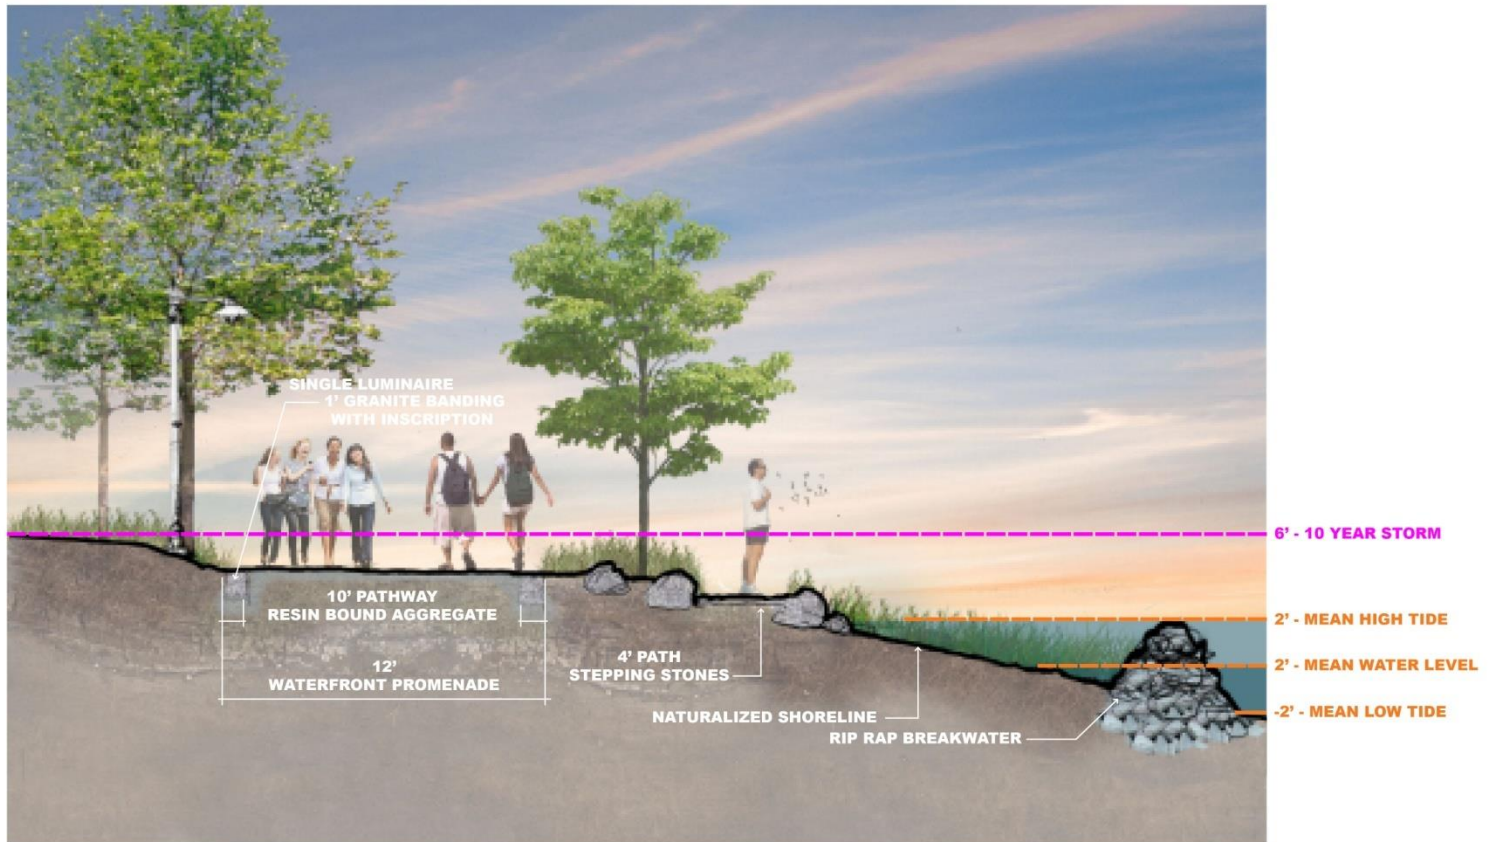 SINGLE LUMINAIRE
1’ GRANITE BANDING
WITH INSCRIPTION
6’ - 10 YEAR STORM
10’ PATHWAY
RESIN BOUND AGGREGATE
2’ - MEAN HIGH TIDE
4’ PATH
STEPPING STONES
2’ - MEAN WATER LEVEL
12’
WATERFRONT PROMENADE
NATURALIZED SHORELINE
-2’ - MEAN LOW TIDE
RIP RAP BREAKWATER